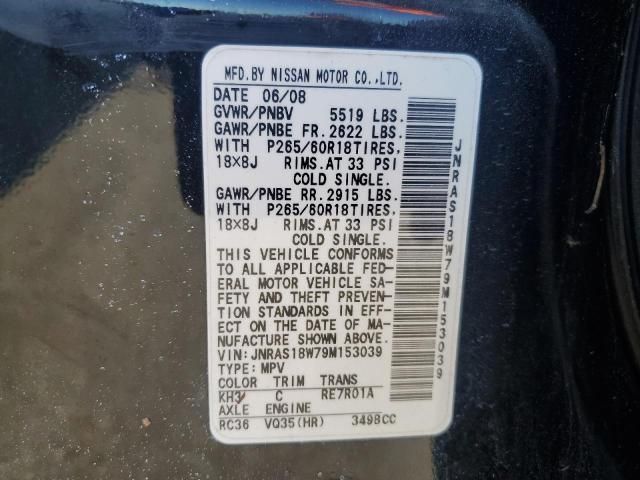 MFD.BY NISSAN MOTOR CO.,LTD.
DATE 06/08
GVWR/PNBV 5519 LBS.
GAWR/PNBE FR.2622 LBS.
WITH P265/60R18TIRES,
18X8J RIMS.AT 33 PSI
COLD SINGLE.
GAWR/PNBE RR.2915 LBS.
WITH P265/60R18TIRES,
18X8J RIMS.AT 33 PSI
COLD SINGLE.
THIS VEHICLE CONFORMS
TO ALL APPLICABLE FED-
ERAL MOTOR VEHICLE SA-
FETY AND THEFT PREVENT-
ION STANDARDS IN EFF-
ECT ON THE DATE OF MA-
NUFACTURE SHOWN ABOVE.
VIN: JNRAS18W79M153039
TYPE: MPV
COLOR TRIM TRANS
KH3 C RE7R01A
AXLE ENGINE
RC36 VQ35(HR) 3498CC
JNRAS18W79M153039